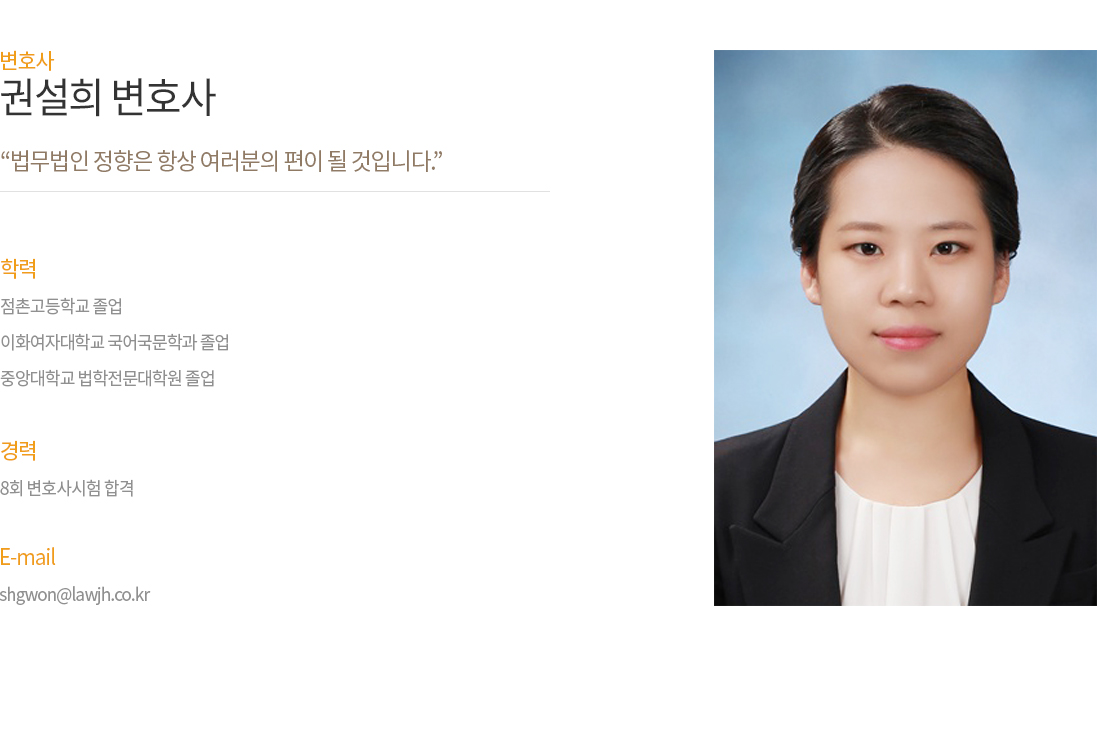 변호사
권설희 변호사
“법무법인 정향은 항상 여러분의 편이 될 것입니다.”
학력
점촌고등학교 졸업
이화여자대학교 국어국문학과 졸업
중앙대학교 법학전문대학원 졸업
경력
8회 변호사시험 합격
E-mail
shgwon@lawjh.co.kr